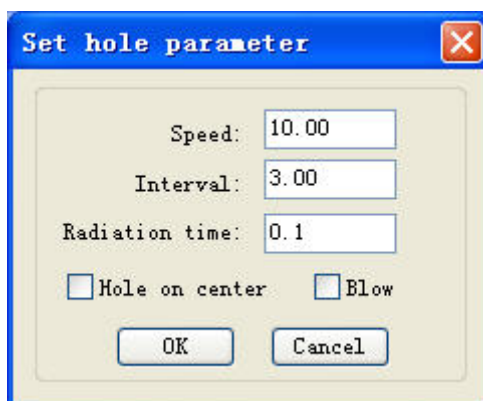 Set hole parameter
Speed: 10.00
Interval: 3.00
Radiation time: 0.1
Hole on center Blow
OK Cancel